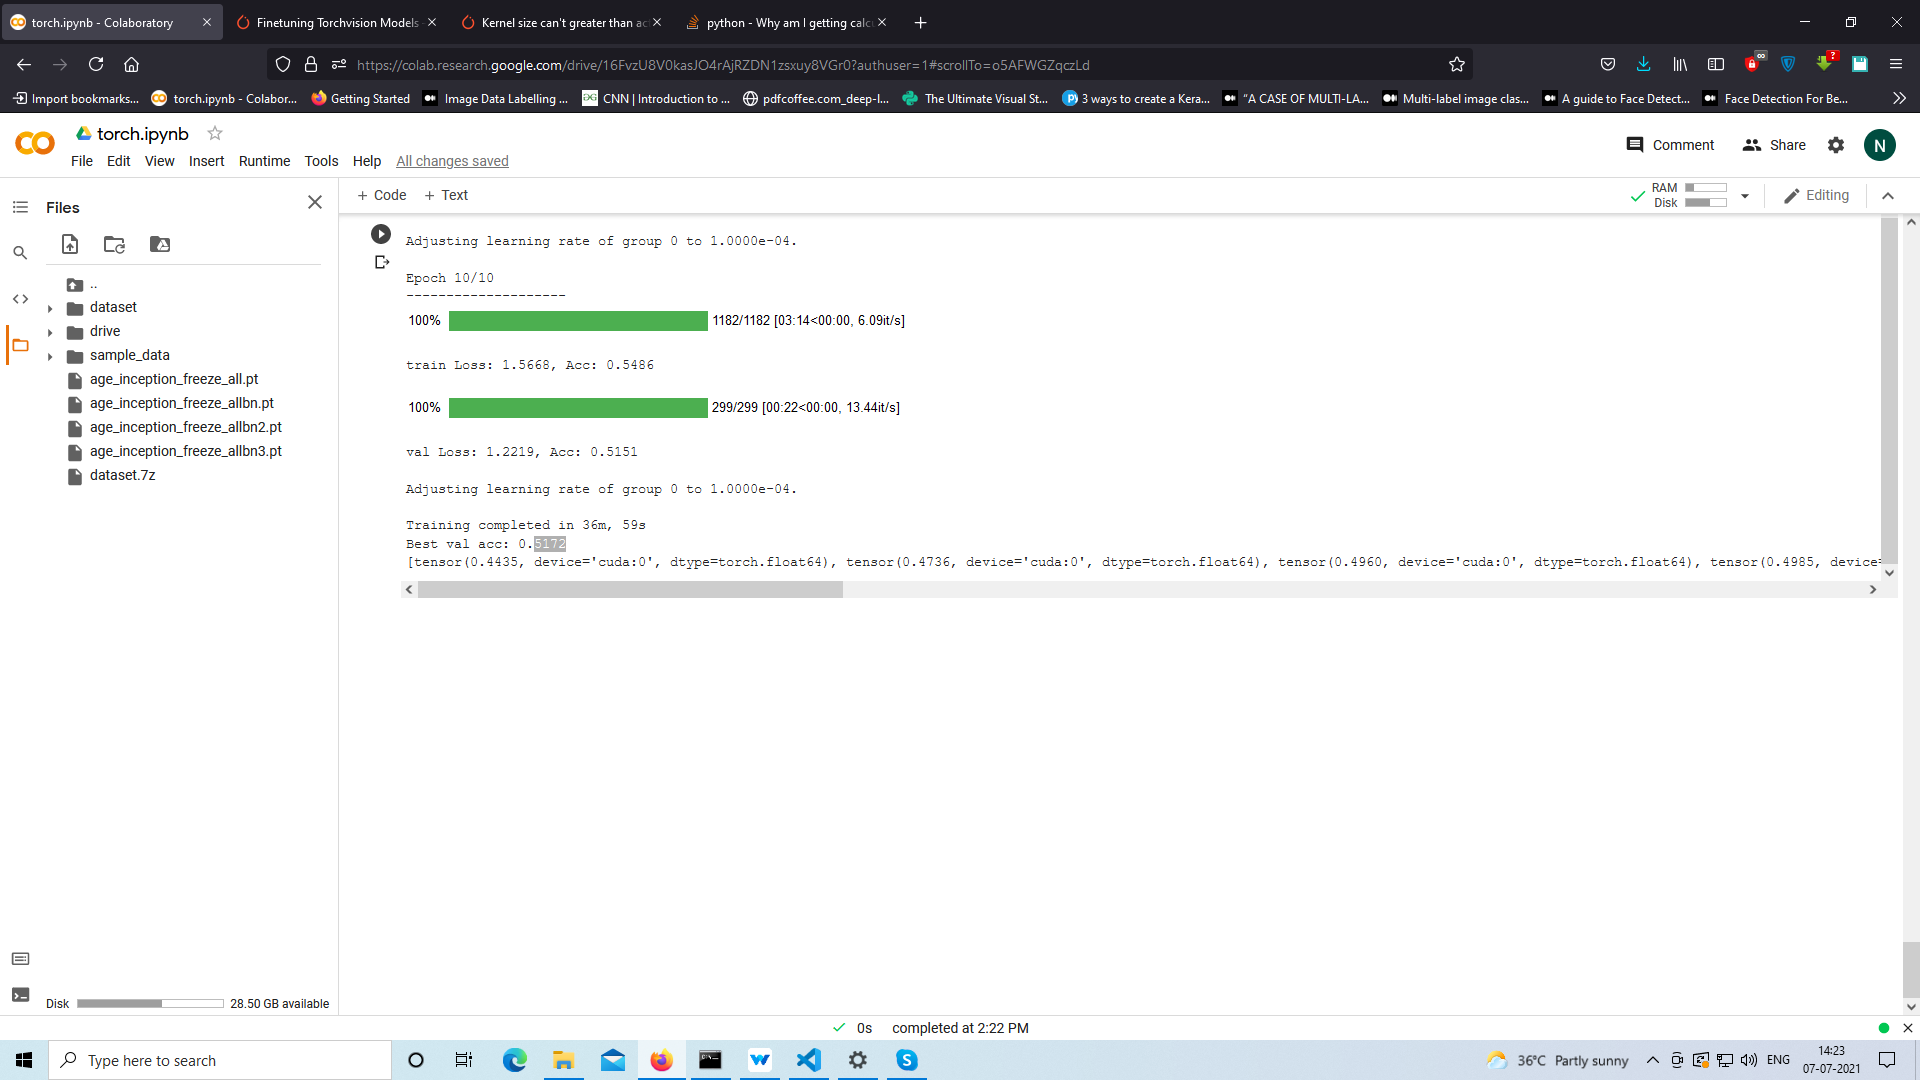 torch.ipynb - Colaboratory
Finetuning Torchvision Models
Kernel size can't greater than ac
python - Why am I getting calc
https://colab.research.google.com/drive/16FvzU8V0kasJO4rAjRZDN1zsxuy8VGr0?authuser=1#scrollTo=o5AFWGZqczLd
Import bookmarks...
torch.ipynb - Colabor...
Getting Started
Image Data Labelling ...
CNN | Introduction to ...
pdfcoffee.com_deep-l...
The Ultimate Visual St...
3 ways to create a Kera...
"A CASE OF MULTI-LA...
Multi-label image clas...
A guide to Face Detect...
Face Detection For Be...
torch.ipynb
Comment
Share
N
File Edit View Insert Runtime Tools Help All changes saved
Files
+ Code + Text
RAM
Disk
Editing
..
dataset
drive
sample_data
age_inception_freeze_all.pt
age_inception_freeze_allbn.pt
age_inception_freeze_allbn2.pt
age_inception_freeze_allbn3.pt
dataset.7z
Adjusting learning rate of group 0 to 1.0000e-04.
Epoch 10/10
--------------------
100% 1182/1182 [03:14<00:00, 6.09it/s]
train Loss: 1.5668, Acc: 0.5486
100% 299/299 [00:22<00:00, 13.44it/s]
val Loss: 1.2219, Acc: 0.5151
Adjusting learning rate of group 0 to 1.0000e-04.
Training completed in 36m, 59s
Best val acc: 0.5172
[tensor(0.4435, device='cuda:0', dtype=torch.float64), tensor(0.4736, device='cuda:0', dtype=torch.float64), tensor(0.4960, device='cuda:0', dtype=torch.float64), tensor(0.4985, device=
Disk 28.50 GB available
0s completed at 2:22 PM
Type here to search
36°C Partly sunny
ENG
14:23
07-07-2021